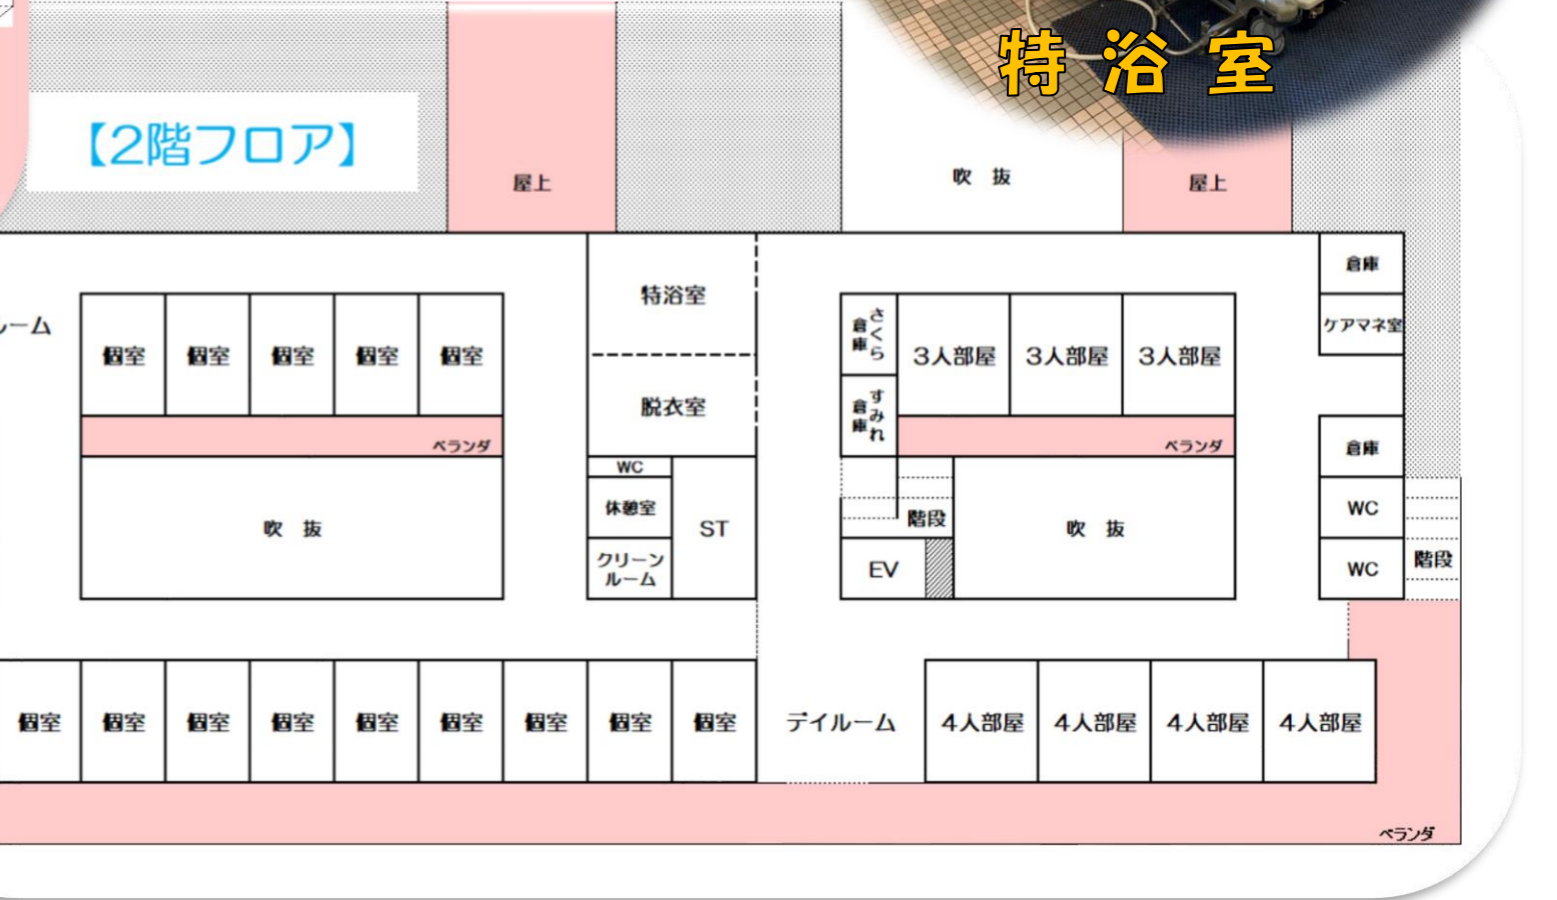 特浴室
【2階フロア】
屋上
吹 抜
屋上
特浴室
倉庫
ケアマネ室
ーム
個室
個室
個室
個室
個室
ベランダ
吹 抜
脱衣室
WC
休憩室
クリーン
ルーム
ST
さくら
倉庫
すみれ
倉庫
3人部屋
3人部屋
3人部屋
ベランダ
階段
EV
吹 抜
倉庫
WC
WC
階段
個室
個室
個室
個室
個室
個室
個室
個室
個室
デイルーム
4人部屋
4人部屋
4人部屋
4人部屋
ベランダ